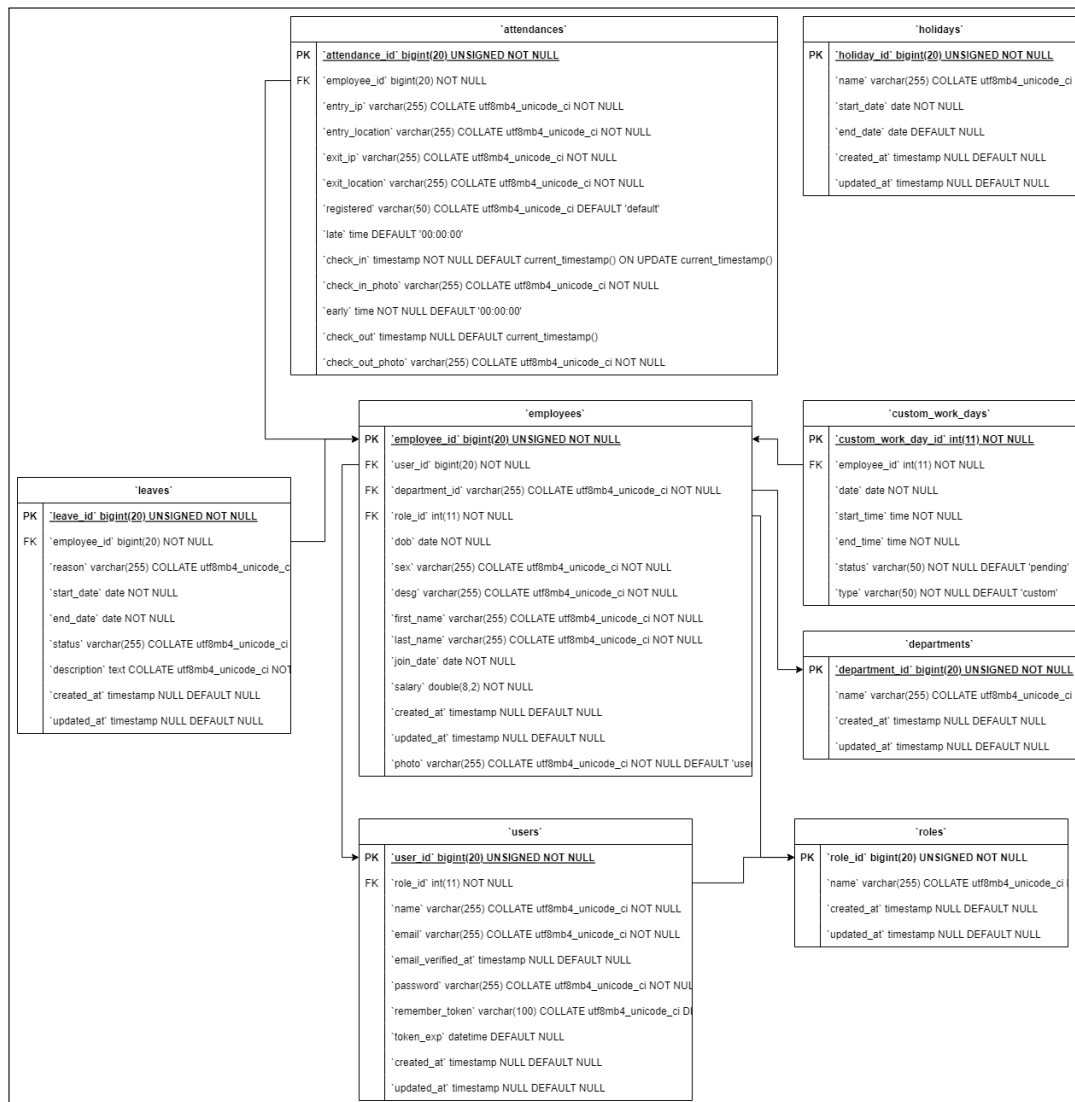 `attendances`
PK `attendance_id` bigint(20) UNSIGNED NOT NULL
FK `employee_id` bigint(20) NOT NULL
`entry_ip` varchar(255) COLLATE utf8mb4_unicode_ci NOT NULL
`entry_location` varchar(255) COLLATE utf8mb4_unicode_ci NOT NULL
`exit_ip` varchar(255) COLLATE utf8mb4_unicode_ci NOT NULL
`exit_location` varchar(255) COLLATE utf8mb4_unicode_ci NOT NULL
`registered` varchar(50) COLLATE utf8mb4_unicode_ci DEFAULT 'default'
`late` time DEFAULT '00:00:00'
`check_in` timestamp NOT NULL DEFAULT current_timestamp() ON UPDATE current_timestamp()
`check_in_photo` varchar(255) COLLATE utf8mb4_unicode_ci NOT NULL
`early` time NOT NULL DEFAULT '00:00:00'
`check_out` timestamp NULL DEFAULT current_timestamp()
`check_out_photo` varchar(255) COLLATE utf8mb4_unicode_ci NOT NULL
`holidays`
PK `holiday_id` bigint(20) UNSIGNED NOT NULL
`name` varchar(255) COLLATE utf8mb4_unicode_ci
`start_date` date NOT NULL
`end_date` date DEFAULT NULL
`created_at` timestamp NULL DEFAULT NULL
`updated_at` timestamp NULL DEFAULT NULL
`employees`
PK `employee_id` bigint(20) UNSIGNED NOT NULL
FK `user_id` bigint(20) NOT NULL
FK `department_id` varchar(255) COLLATE utf8mb4_unicode_ci NOT NULL
FK `role_id` int(11) NOT NULL
`dob` date NOT NULL
`sex` varchar(255) COLLATE utf8mb4_unicode_ci NOT NULL
`desg` varchar(255) COLLATE utf8mb4_unicode_ci NOT NULL
`first_name` varchar(255) COLLATE utf8mb4_unicode_ci NOT NULL
`last_name` varchar(255) COLLATE utf8mb4_unicode_ci NOT NULL
`join_date` date NOT NULL
`salary` double(8,2) NOT NULL
`created_at` timestamp NULL DEFAULT NULL
`updated_at` timestamp NULL DEFAULT NULL
`photo` varchar(255) COLLATE utf8mb4_unicode_ci NOT NULL DEFAULT 'user
`custom_work_days`
PK `custom_work_day_id` int(11) NOT NULL
FK `employee_id` int(11) NOT NULL
`date` date NOT NULL
`start_time` time NOT NULL
`end_time` time NOT NULL
`status` varchar(50) NOT NULL DEFAULT 'pending'
`type` varchar(50) NOT NULL DEFAULT 'custom'
`leaves`
PK `leave_id` bigint(20) UNSIGNED NOT NULL
FK `employee_id` bigint(20) NOT NULL
`reason` varchar(255) COLLATE utf8mb4_unicode_c
`start_date` date NOT NULL
`end_date` date NOT NULL
`status` varchar(255) COLLATE utf8mb4_unicode_ci
`description` text COLLATE utf8mb4_unicode_ci NOT
`created_at` timestamp NULL DEFAULT NULL
`updated_at` timestamp NULL DEFAULT NULL
`departments`
PK `department_id` bigint(20) UNSIGNED NOT NULL
`name` varchar(255) COLLATE utf8mb4_unicode_ci
`created_at` timestamp NULL DEFAULT NULL
`updated_at` timestamp NULL DEFAULT NULL
`users`
PK `user_id` bigint(20) UNSIGNED NOT NULL
FK `role_id` int(11) NOT NULL
`name` varchar(255) COLLATE utf8mb4_unicode_ci NOT NULL
`email` varchar(255) COLLATE utf8mb4_unicode_ci NOT NULL
`email_verified_at` timestamp NULL DEFAULT NULL
`password` varchar(255) COLLATE utf8mb4_unicode_ci NOT NUL
`remember_token` varchar(100) COLLATE utf8mb4_unicode_ci
`token_exp` datetime DEFAULT NULL
`created_at` timestamp NULL DEFAULT NULL
`updated_at` timestamp NULL DEFAULT NULL
`roles`
PK `role_id` bigint(20) UNSIGNED NOT NULL
`name` varchar(255) COLLATE utf8mb4_unicode_ci
`created_at` timestamp NULL DEFAULT NULL
`updated_at` timestamp NULL DEFAULT NULL